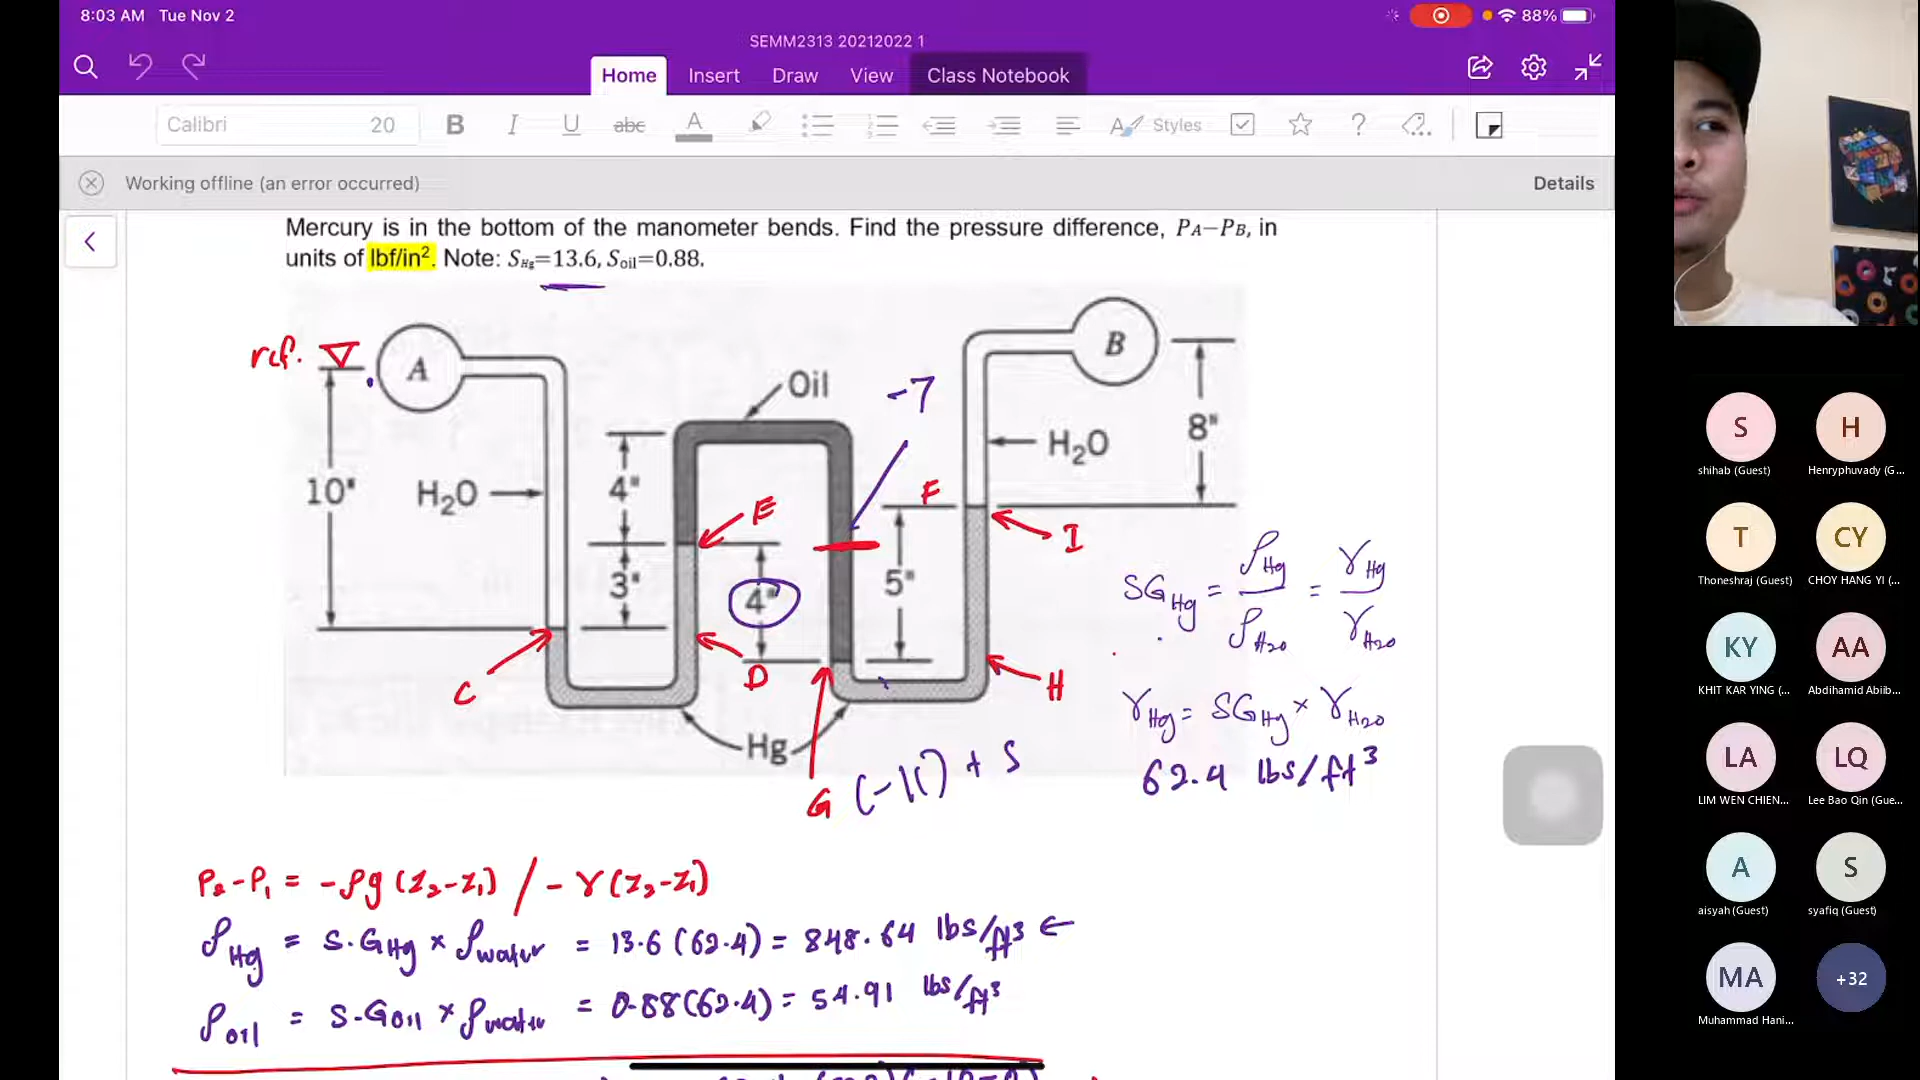 8:03 AM Tue Nov 2
88%
SEMM2313 20212022 1
Home Insert Draw View Class Notebook
Calibri 20 B I U abc A Styles ?
Working offline (an error occurred) Details
Mercury is in the bottom of the manometer bends. Find the pressure difference, PA−PB, in
units of lbf/in². Note: SHg=13.6, Soil=0.88.
ref.
A
B
Oil
-7
8"
10"
H₂O
4"
H₂O
E
F
I
3"
4"
5"
C
D
H
Hg
G
(-11) + 5
SG Hg = ρHg / ρH₂O = γHg / γH₂O
γHg = SG Hg × γH₂O
62.4 lbs/ft³
P₂-P₁ = -ρg (z₂-z₁) / -γ(z₂-z₁)
ρHg = S.G Hg × ρwater = 13.6 (62.4) = 848.64 lbs/ft³ ←
ρoil = S.G oil × ρwater = 0.88(62.4) = 54.91 lbs/ft³
S
shihab (Guest)
H
Henryphuvady (G...
T
Thoneshraj (Guest)
CY
CHOY HANG YI (...
KY
KHIT KAR YING (...
AA
Abdihamid Abiib...
LA
LIM WEN CHIEN...
LQ
Lee Bao Qin (Gue...
A
aisyah (Guest)
S
syafiq (Guest)
MA
Muhammad Hani...
+32